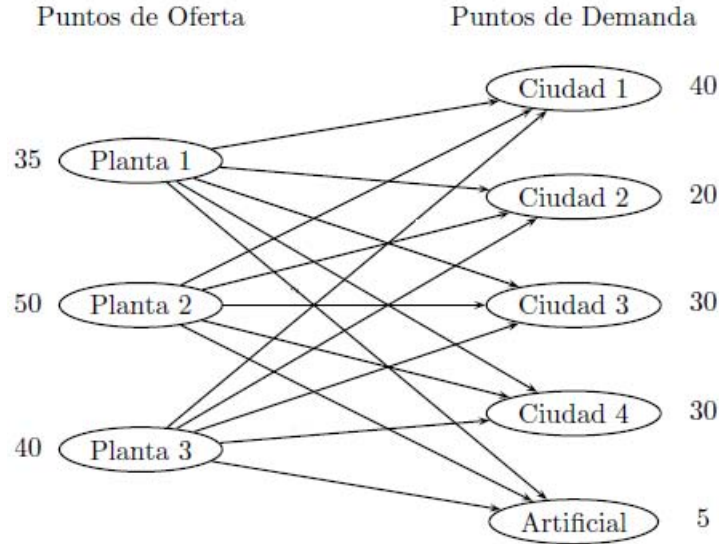 Puntos de Oferta
Puntos de Demanda
Ciudad 1 40
35 Planta 1
Ciudad 2 20
50 Planta 2
Ciudad 3 30
Ciudad 4 30
40 Planta 3
Artificial 5